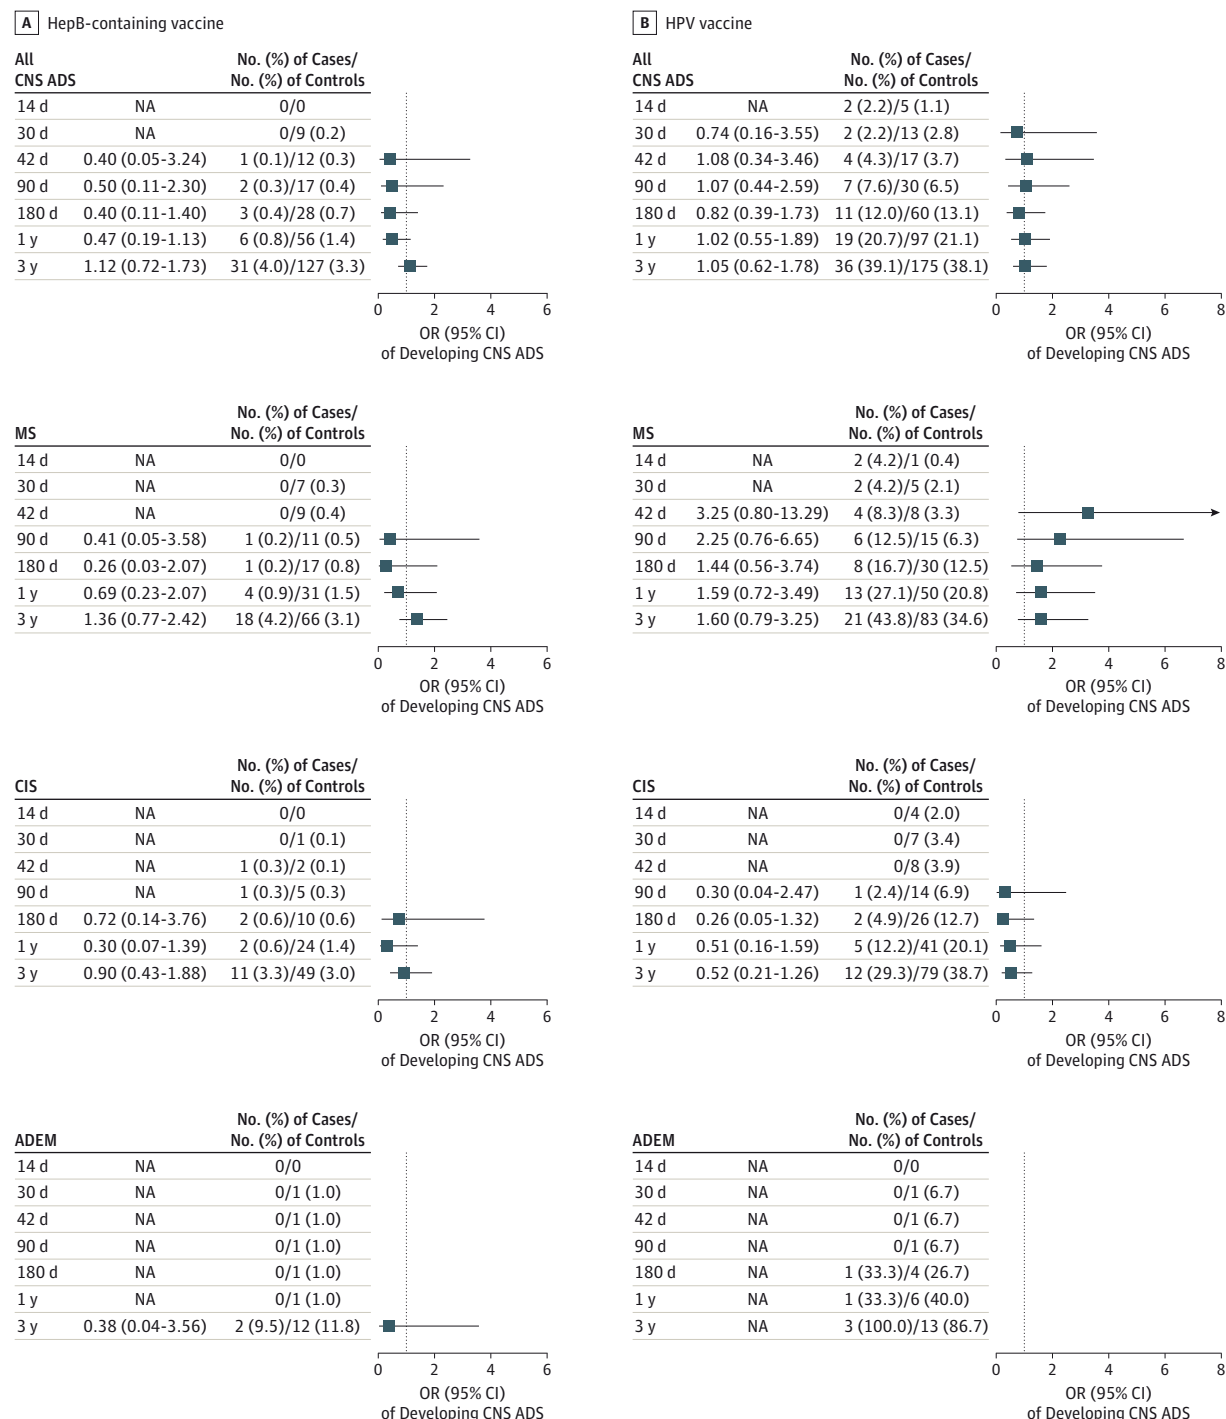 A HepB-containing vaccine
All No. (%) of Cases/
CNS ADS No. (%) of Controls
14 d NA 0/0
30 d NA 0/9 (0.2)
42 d 0.40 (0.05-3.24) 1 (0.1)/12 (0.3)
90 d 0.50 (0.11-2.30) 2 (0.3)/17 (0.4)
180 d 0.40 (0.11-1.40) 3 (0.4)/28 (0.7)
1 y 0.47 (0.19-1.13) 6 (0.8)/56 (1.4)
3 y 1.12 (0.72-1.73) 31 (4.0)/127 (3.3)
0 2 4 6
OR (95% CI)
of Developing CNS ADS
No. (%) of Cases/
MS No. (%) of Controls
14 d NA 0/0
30 d NA 0/7 (0.3)
42 d NA 0/9 (0.4)
90 d 0.41 (0.05-3.58) 1 (0.2)/11 (0.5)
180 d 0.26 (0.03-2.07) 1 (0.2)/17 (0.8)
1 y 0.69 (0.23-2.07) 4 (0.9)/31 (1.5)
3 y 1.36 (0.77-2.42) 18 (4.2)/66 (3.1)
0 2 4 6
OR (95% CI)
of Developing CNS ADS
No. (%) of Cases/
CIS No. (%) of Controls
14 d NA 0/0
30 d NA 0/1 (0.1)
42 d NA 1 (0.3)/2 (0.1)
90 d NA 1 (0.3)/5 (0.3)
180 d 0.72 (0.14-3.76) 2 (0.6)/10 (0.6)
1 y 0.30 (0.07-1.39) 2 (0.6)/24 (1.4)
3 y 0.90 (0.43-1.88) 11 (3.3)/49 (3.0)
0 2 4 6
OR (95% CI)
of Developing CNS ADS
No. (%) of Cases/
ADEM No. (%) of Controls
14 d NA 0/0
30 d NA 0/1 (1.0)
42 d NA 0/1 (1.0)
90 d NA 0/1 (1.0)
180 d NA 0/1 (1.0)
1 y NA 0/1 (1.0)
3 y 0.38 (0.04-3.56) 2 (9.5)/12 (11.8)
0 2 4 6
OR (95% CI)
of Developing CNS ADS
B HPV vaccine
All No. (%) of Cases/
CNS ADS No. (%) of Controls
14 d NA 2 (2.2)/5 (1.1)
30 d 0.74 (0.16-3.55) 2 (2.2)/13 (2.8)
42 d 1.08 (0.34-3.46) 4 (4.3)/17 (3.7)
90 d 1.07 (0.44-2.59) 7 (7.6)/30 (6.5)
180 d 0.82 (0.39-1.73) 11 (12.0)/60 (13.1)
1 y 1.02 (0.55-1.89) 19 (20.7)/97 (21.1)
3 y 1.05 (0.62-1.78) 36 (39.1)/175 (38.1)
0 2 4 6 8
OR (95% CI)
of Developing CNS ADS
No. (%) of Cases/
MS No. (%) of Controls
14 d NA 2 (4.2)/1 (0.4)
30 d NA 2 (4.2)/5 (2.1)
42 d 3.25 (0.80-13.29) 4 (8.3)/8 (3.3)
90 d 2.25 (0.76-6.65) 6 (12.5)/15 (6.3)
180 d 1.44 (0.56-3.74) 8 (16.7)/30 (12.5)
1 y 1.59 (0.72-3.49) 13 (27.1)/50 (20.8)
3 y 1.60 (0.79-3.25) 21 (43.8)/83 (34.6)
0 2 4 6 8
OR (95% CI)
of Developing CNS ADS
No. (%) of Cases/
CIS No. (%) of Controls
14 d NA 0/4 (2.0)
30 d NA 0/7 (3.4)
42 d NA 0/8 (3.9)
90 d 0.30 (0.04-2.47) 1 (2.4)/14 (6.9)
180 d 0.26 (0.05-1.32) 2 (4.9)/26 (12.7)
1 y 0.51 (0.16-1.59) 5 (12.2)/41 (20.1)
3 y 0.52 (0.21-1.26) 12 (29.3)/79 (38.7)
0 2 4 6 8
OR (95% CI)
of Developing CNS ADS
No. (%) of Cases/
ADEM No. (%) of Controls
14 d NA 0/0
30 d NA 0/1 (6.7)
42 d NA 0/1 (6.7)
90 d NA 0/1 (6.7)
180 d NA 1 (33.3)/4 (26.7)
1 y NA 1 (33.3)/6 (40.0)
3 y NA 3 (100.0)/13 (86.7)
0 2 4 6 8
OR (95% CI)
of Developing CNS ADS